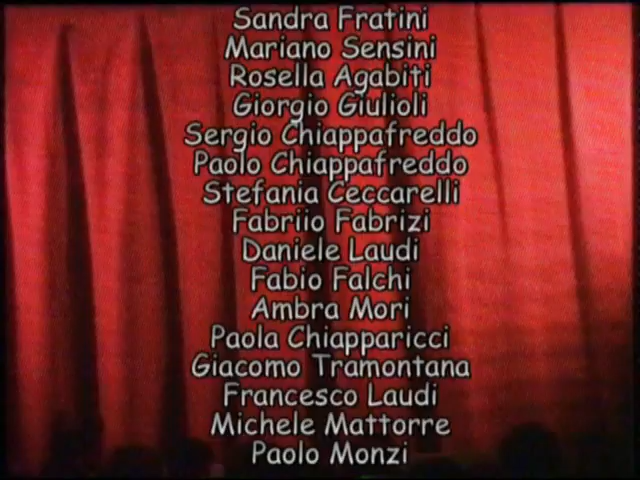 Sandra Fratini
Mariano Sensini
Rosella Agabiti
Giorgio Giulioli
Sergio Chiappafreddo
Paolo Chiappafreddo
Stefania Ceccarelli
Fabriio Fabrizi
Daniele Laudi
Fabio Falchi
Ambra Mori
Paola Chiapparicci
Giacomo Tramontana
Francesco Laudi
Michele Mattorre
Paolo Monzi